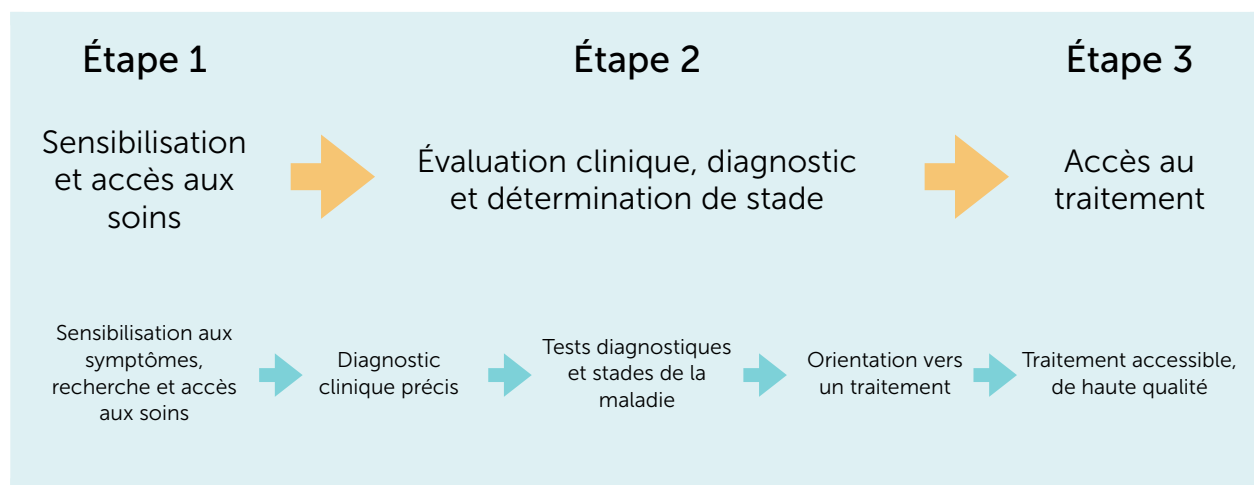 Étape 1
Étape 2
Étape 3
Sensibilisation
et accès aux
soins
Évaluation clinique, diagnostic
et détermination de stade
Accès au
traitement
Sensibilisation aux
symptômes,
recherche et accès
aux soins
Diagnostic
clinique précis
Tests diagnostiques
et stades de la
maladie
Orientation vers
un traitement
Traitement accessible,
de haute qualité